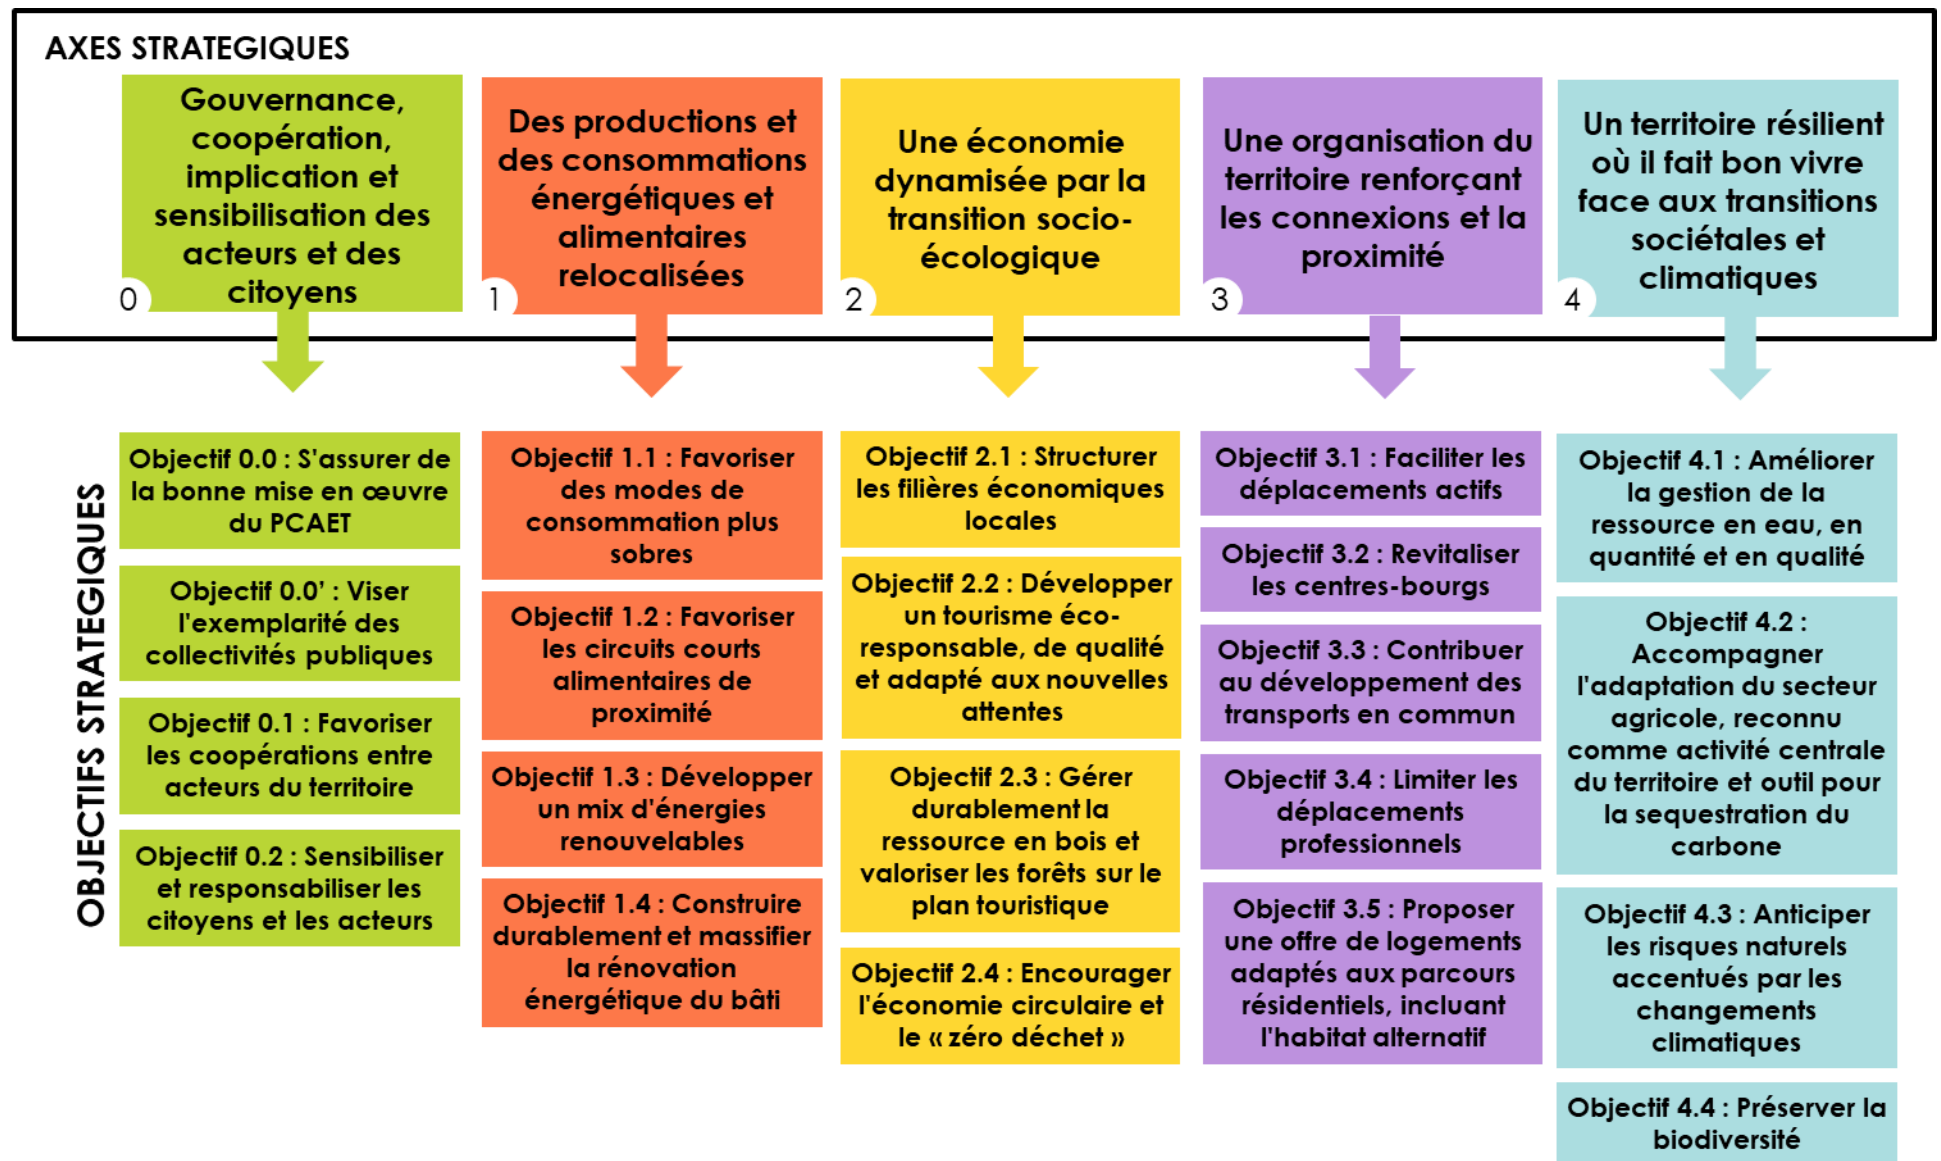 AXES STRATEGIQUES
Gouvernance,
coopération,
implication et
sensibilisation des
acteurs et des
citoyens
0
Des productions et
des consommations
énergétiques et
alimentaires
relocalisées
1
Une économie
dynamisée par la
transition socio-
écologique
2
Une organisation du
territoire renforçant
les connexions et la
proximité
3
Un territoire résilient
où il fait bon vivre
face aux transitions
sociétales et
climatiques
4
OBJECTIFS STRATEGIQUES
Objectif 0.0 : S'assurer de
la bonne mise en œuvre
du PCAET
Objectif 0.0’ : Viser
l'exemplarité des
collectivités publiques
Objectif 0.1 : Favoriser
les coopérations entre
acteurs du territoire
Objectif 0.2 : Sensibiliser
et responsabiliser les
citoyens et les acteurs
Objectif 1.1 : Favoriser
des modes de
consommation plus
sobres
Objectif 1.2 : Favoriser
les circuits courts
alimentaires de
proximité
Objectif 1.3 : Développer
un mix d'énergies
renouvelables
Objectif 1.4 : Construire
durablement et massifier
la rénovation
énergétique du bâti
Objectif 2.1 : Structurer
les filières économiques
locales
Objectif 2.2 : Développer
un tourisme éco-
responsable, de qualité
et adapté aux nouvelles
attentes
Objectif 2.3 : Gérer
durablement la
ressource en bois et
valoriser les forêts sur le
plan touristique
Objectif 2.4 : Encourager
l'économie circulaire et
le « zéro déchet »
Objectif 3.1 : Faciliter les
déplacements actifs
Objectif 3.2 : Revitaliser
les centres-bourgs
Objectif 3.3 : Contribuer
au développement des
transports en commun
Objectif 3.4 : Limiter les
déplacements
professionnels
Objectif 3.5 : Proposer
une offre de logements
adaptés aux parcours
résidentiels, incluant
l'habitat alternatif
Objectif 4.1 : Améliorer
la gestion de la
ressource en eau, en
quantité et en qualité
Objectif 4.2 :
Accompagner
l'adaptation du secteur
agricole, reconnu
comme activité centrale
du territoire et outil pour
la sequestration du
carbone
Objectif 4.3 : Anticiper
les risques naturels
accentués par les
changements
climatiques
Objectif 4.4 : Préserver la
biodiversité